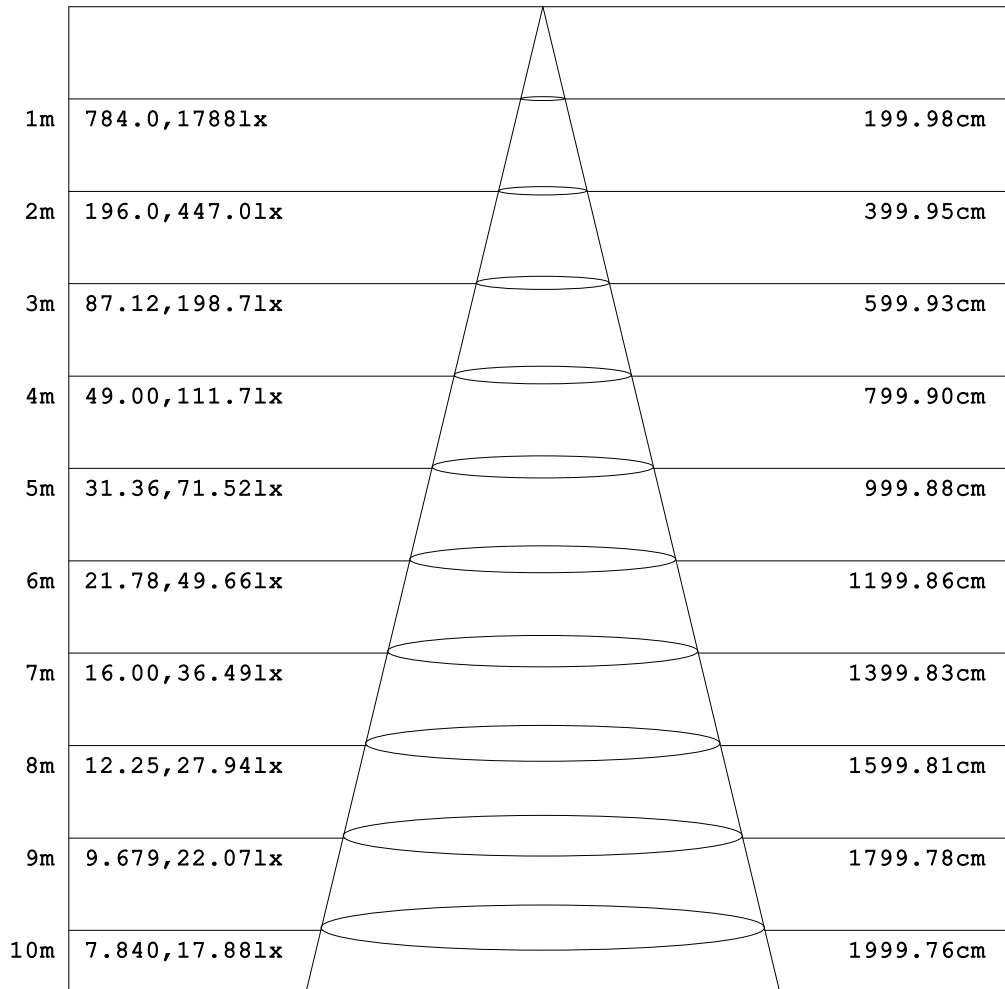 1m 784.0,1788lx 199.98cm
2m 196.0,447.0lx 399.95cm
3m 87.12,198.7lx 599.93cm
4m 49.00,111.7lx 799.90cm
5m 31.36,71.52lx 999.88cm
6m 21.78,49.66lx 1199.86cm
7m 16.00,36.49lx 1399.83cm
8m 12.25,27.94lx 1599.81cm
9m 9.679,22.07lx 1799.78cm
10m 7.840,17.88lx 1999.76cm